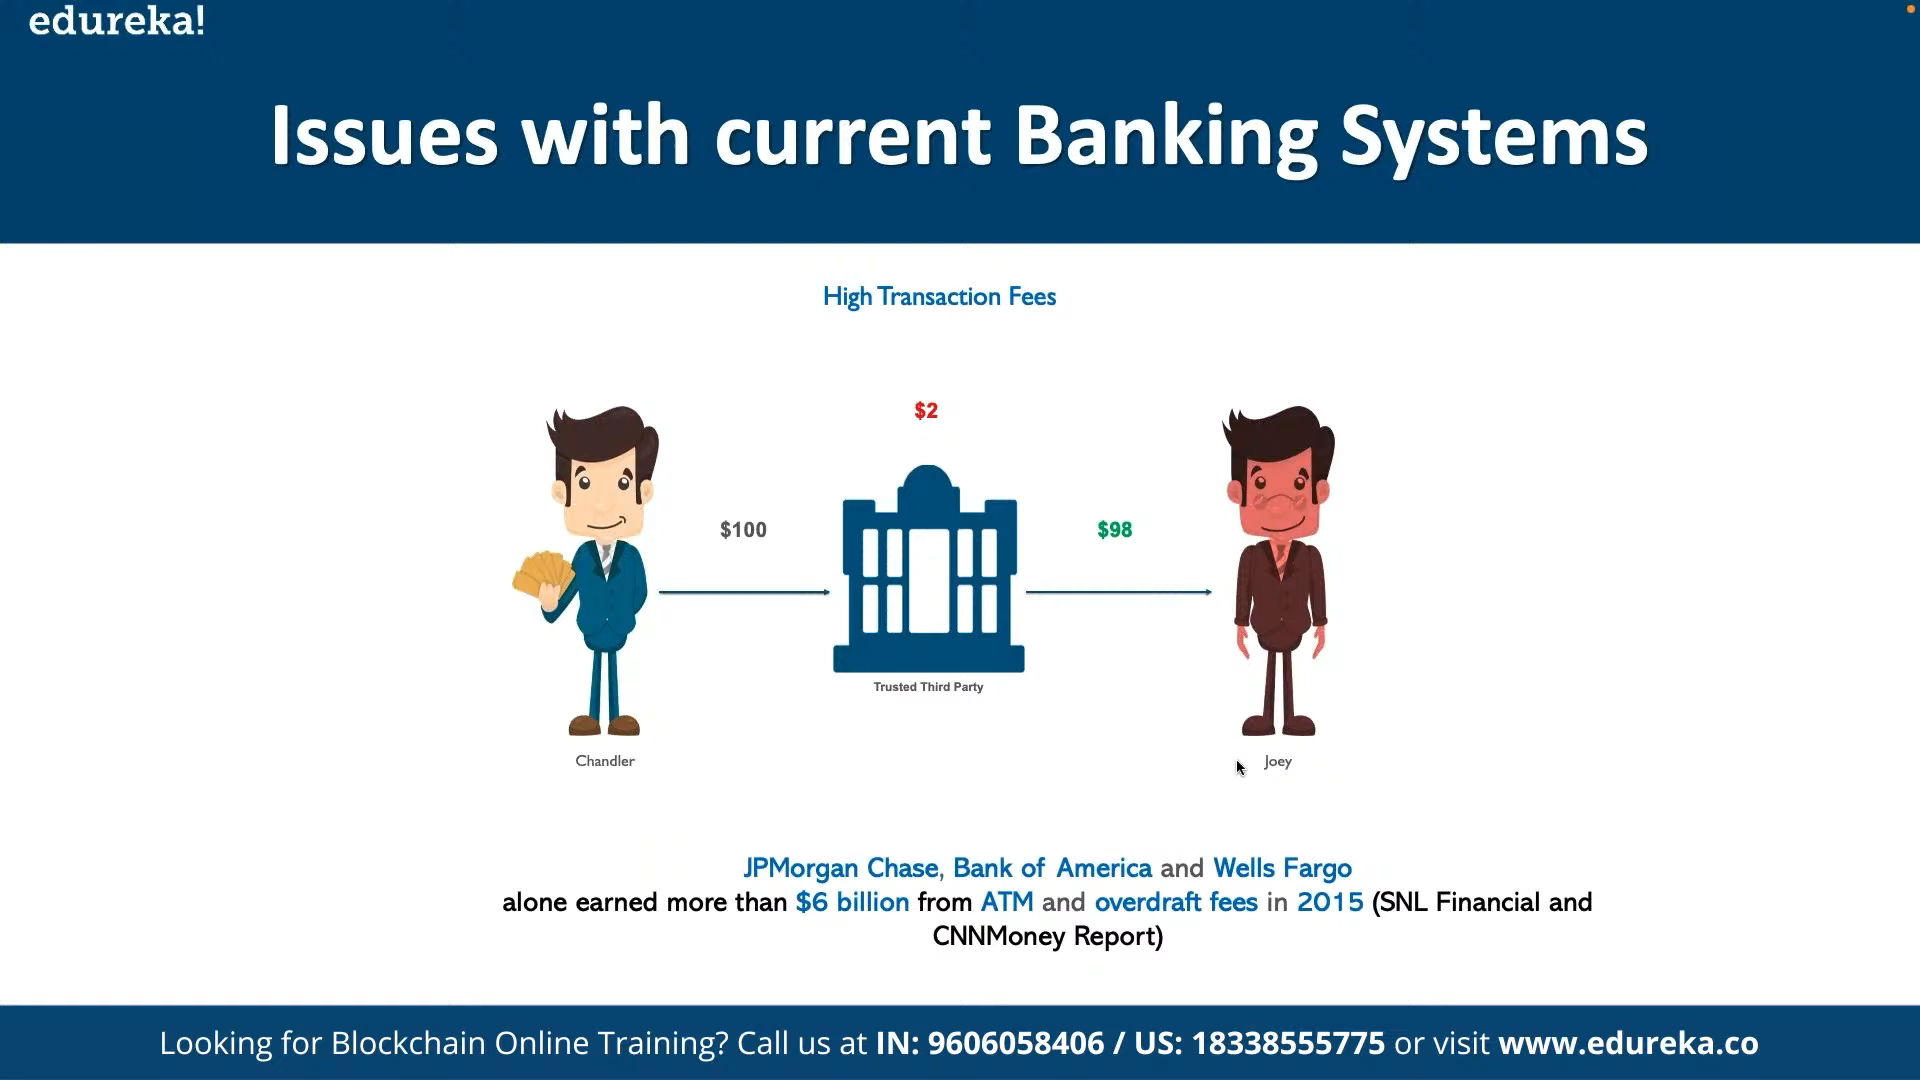 edureka!
Issues with current Banking Systems
High Transaction Fees
$2
$100
$98
Trusted Third Party
Chandler
Joey
JPMorgan Chase, Bank of America and Wells Fargo
alone earned more than $6 billion from ATM and overdraft fees in 2015 (SNL Financial and
CNNMoney Report)
Looking for Blockchain Online Training? Call us at IN: 9606058406 / US: 18338555775 or visit www.edureka.co